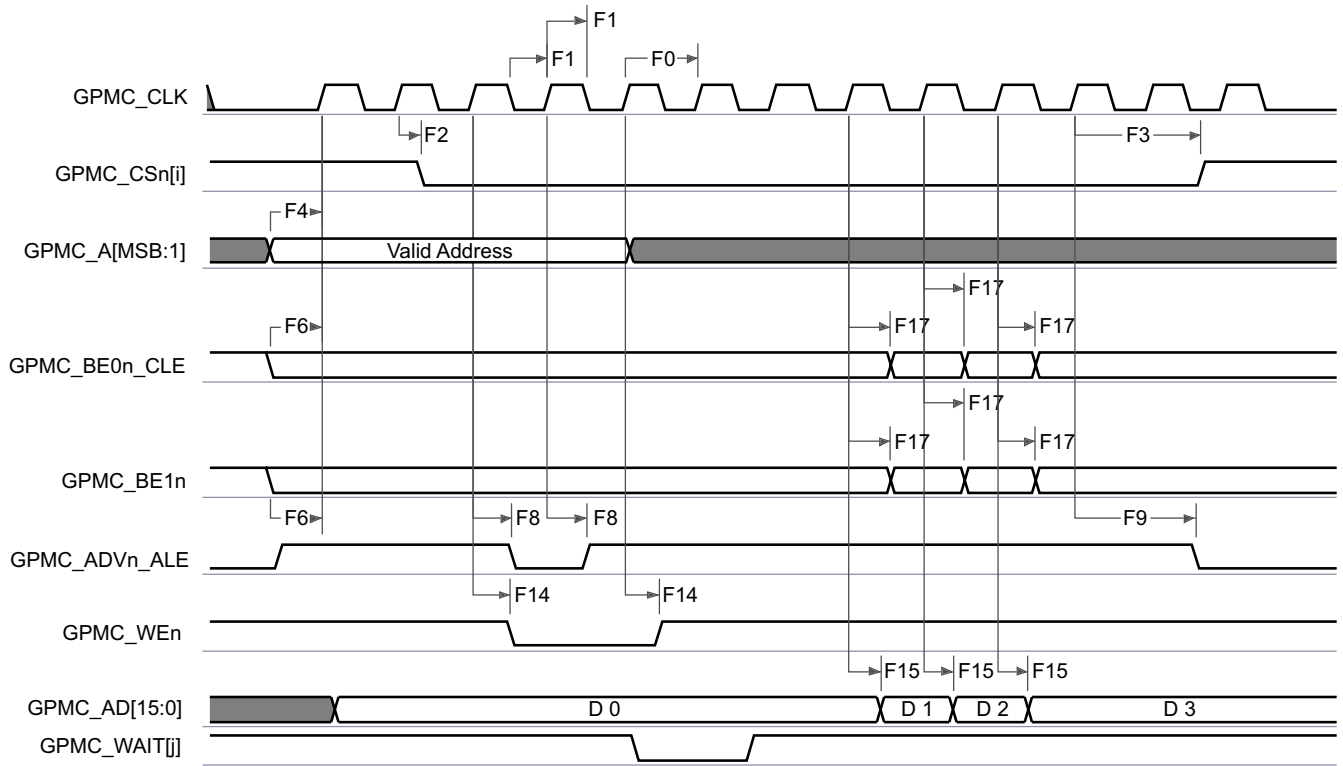 F1
F1 F0
GPMC_CLK
F2 F3
GPMC_CSn[i]
F4
GPMC_A[MSB:1] Valid Address
F17
F6 F17 F17
GPMC_BE0n_CLE
F17
F17 F17
GPMC_BE1n
F6 F8 F8 F9
GPMC_ADVn_ALE
F14 F14
GPMC_WEn
F15 F15 F15
GPMC_AD[15:0] D 0 D 1 D 2 D 3
GPMC_WAIT[j]